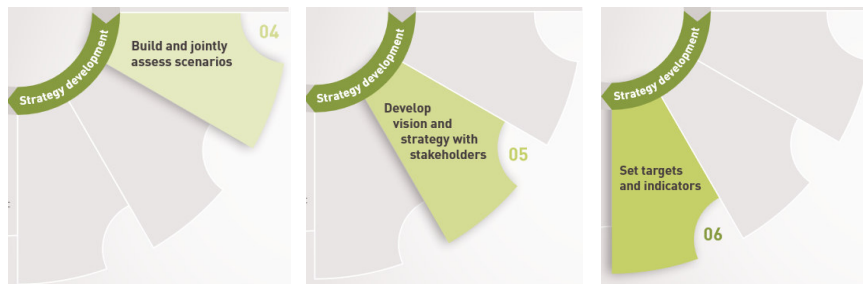 04
Build and jointly
assess scenarios
Strategy development
Strategy development
Develop
vision and
strategy with
stakeholders
05
Strategy development
Set targets
and indicators
06